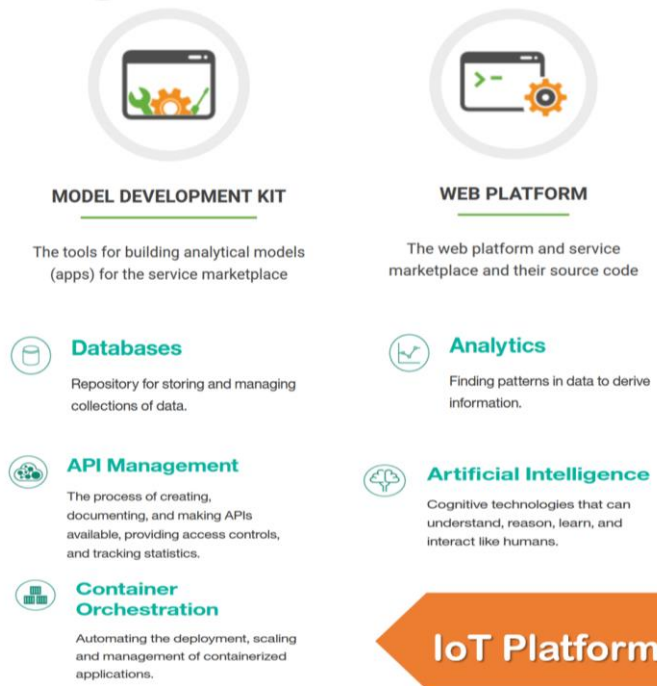 MODEL DEVELOPMENT KIT
The tools for building analytical models
(apps) for the service marketplace
WEB PLATFORM
The web platform and service
marketplace and their source code
Databases
Repository for storing and managing
collections of data.
Analytics
Finding patterns in data to derive
information.
API Management
The process of creating,
documenting, and making APIs
available, providing access controls,
and tracking statistics.
Artificial Intelligence
Cognitive technologies that can
understand, reason, learn, and
interact like humans.
Container
Orchestration
Automating the deployment, scaling
and management of containerized
applications.
IoT Platform